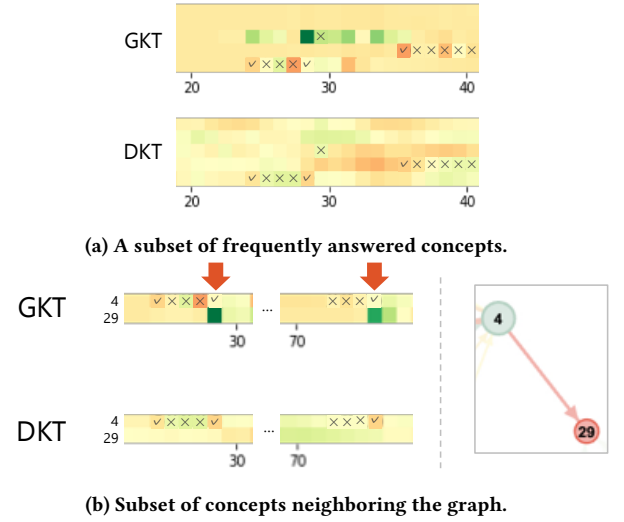 GKT
✓ × 
✓ × × × × ×
✓ × × × ✓
20 30 40
DKT
×
✓ × × × × ×
✓ × × × ✓
20 30 40
(a) A subset of frequently answered concepts.
GKT
4 ✓ × × × ✓ ... × × × ✓
29
30 70
DKT
4 ✓ × × × ✓ ... × × × ✓
29
30 70
4
29
(b) Subset of concepts neighboring the graph.